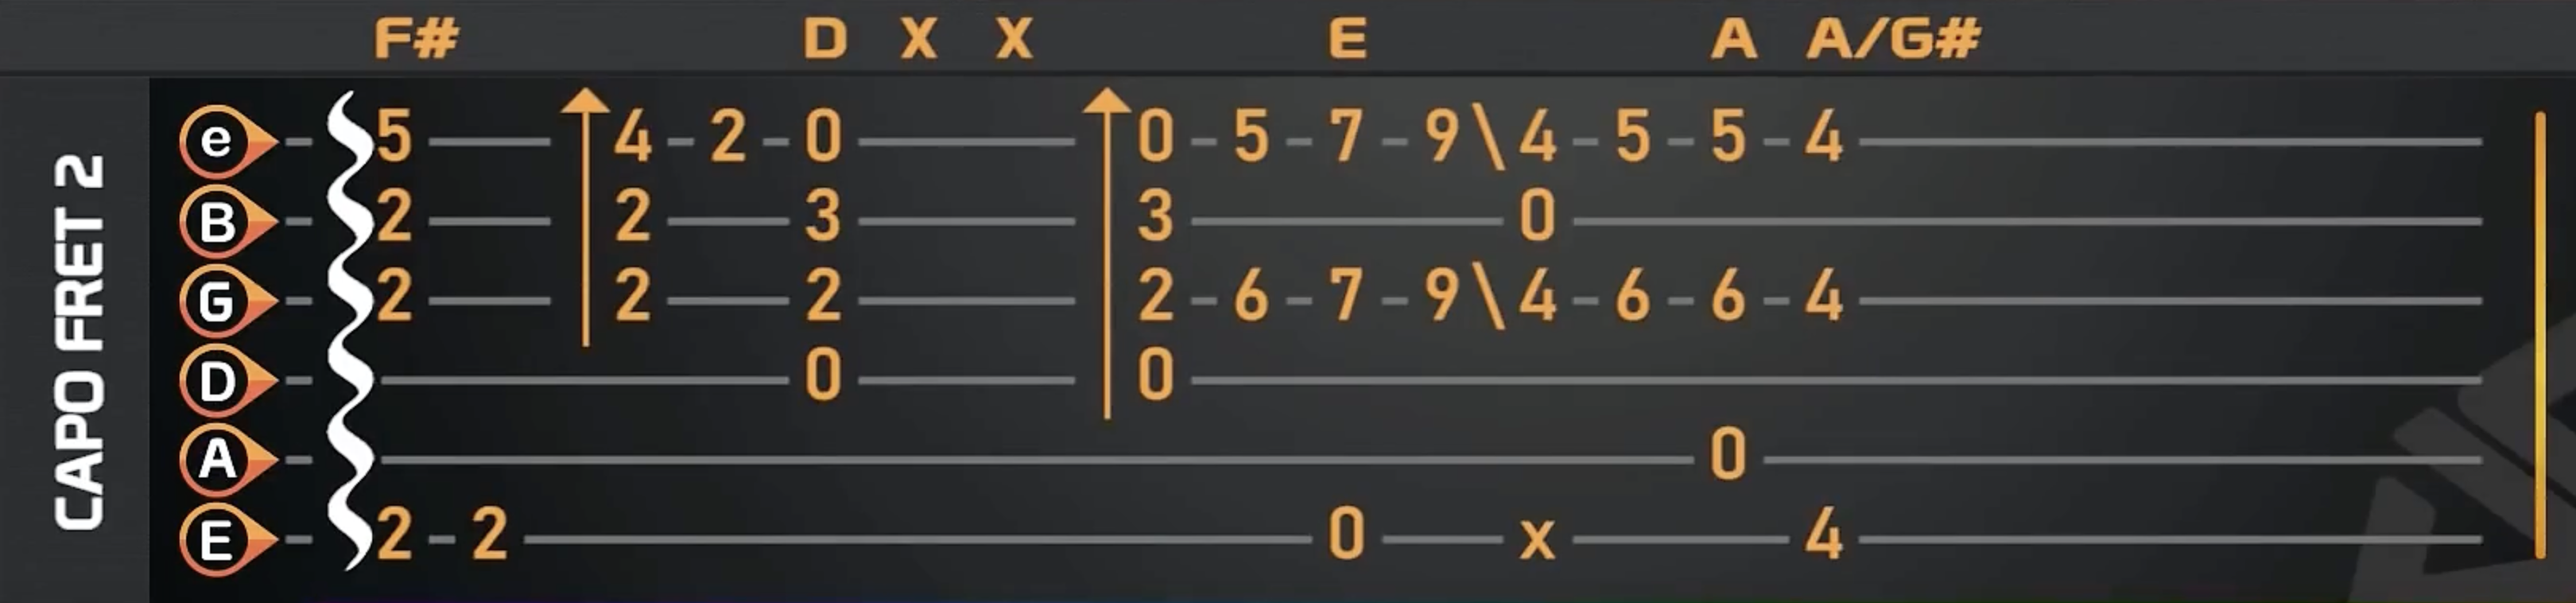 F# D X X E A A/G#
CAPO FRET 2
e 5 4-2-0 0-5-7-9\4-5-5-4
B 2 2 3 3 0
G 2 2 2 2-6-7-9\4-6-6-4
D 0 0
A 0
E 2-2 0 x 4